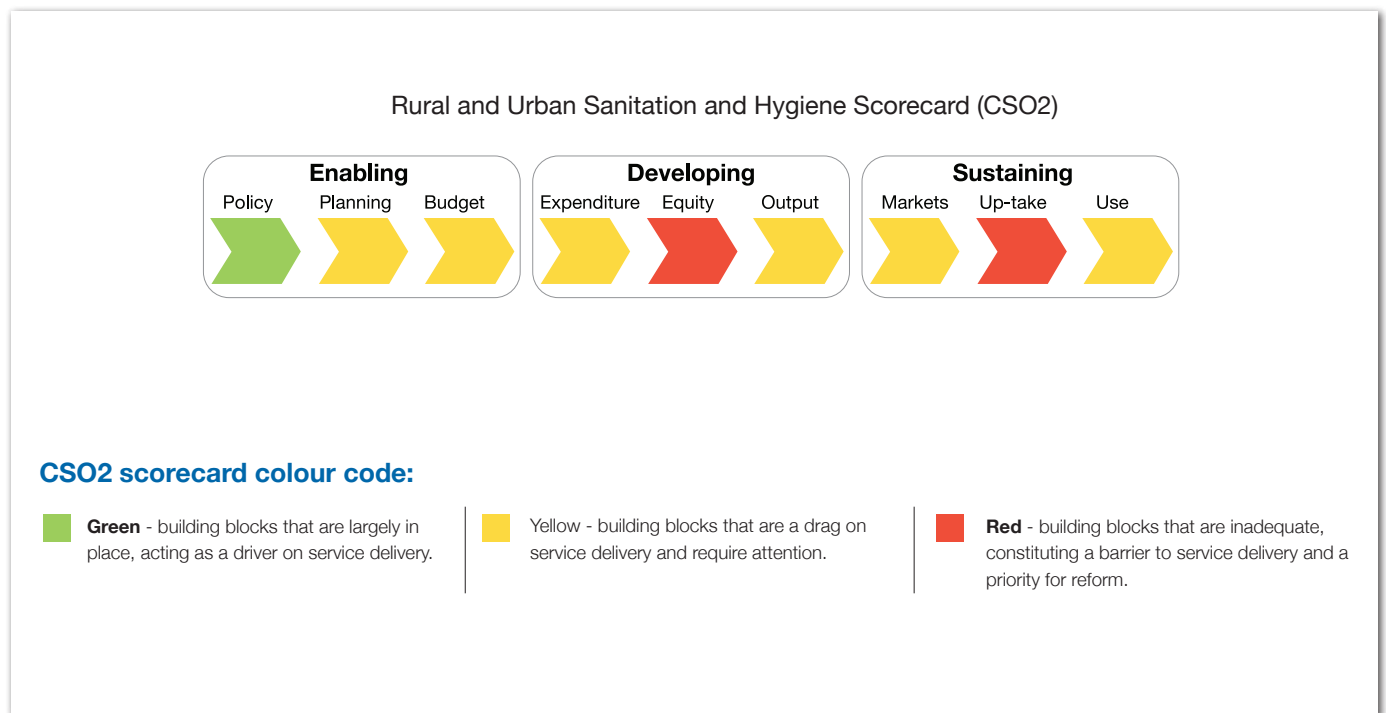 Rural and Urban Sanitation and Hygiene Scorecard (CSO2)
Enabling
Policy Planning Budget
Developing
Expenditure Equity Output
Sustaining
Markets Up-take Use
CSO2 scorecard colour code:
Green - building blocks that are largely in
place, acting as a driver on service delivery.
Yellow - building blocks that are a drag on
service delivery and require attention.
Red - building blocks that are inadequate,
constituting a barrier to service delivery and a
priority for reform.